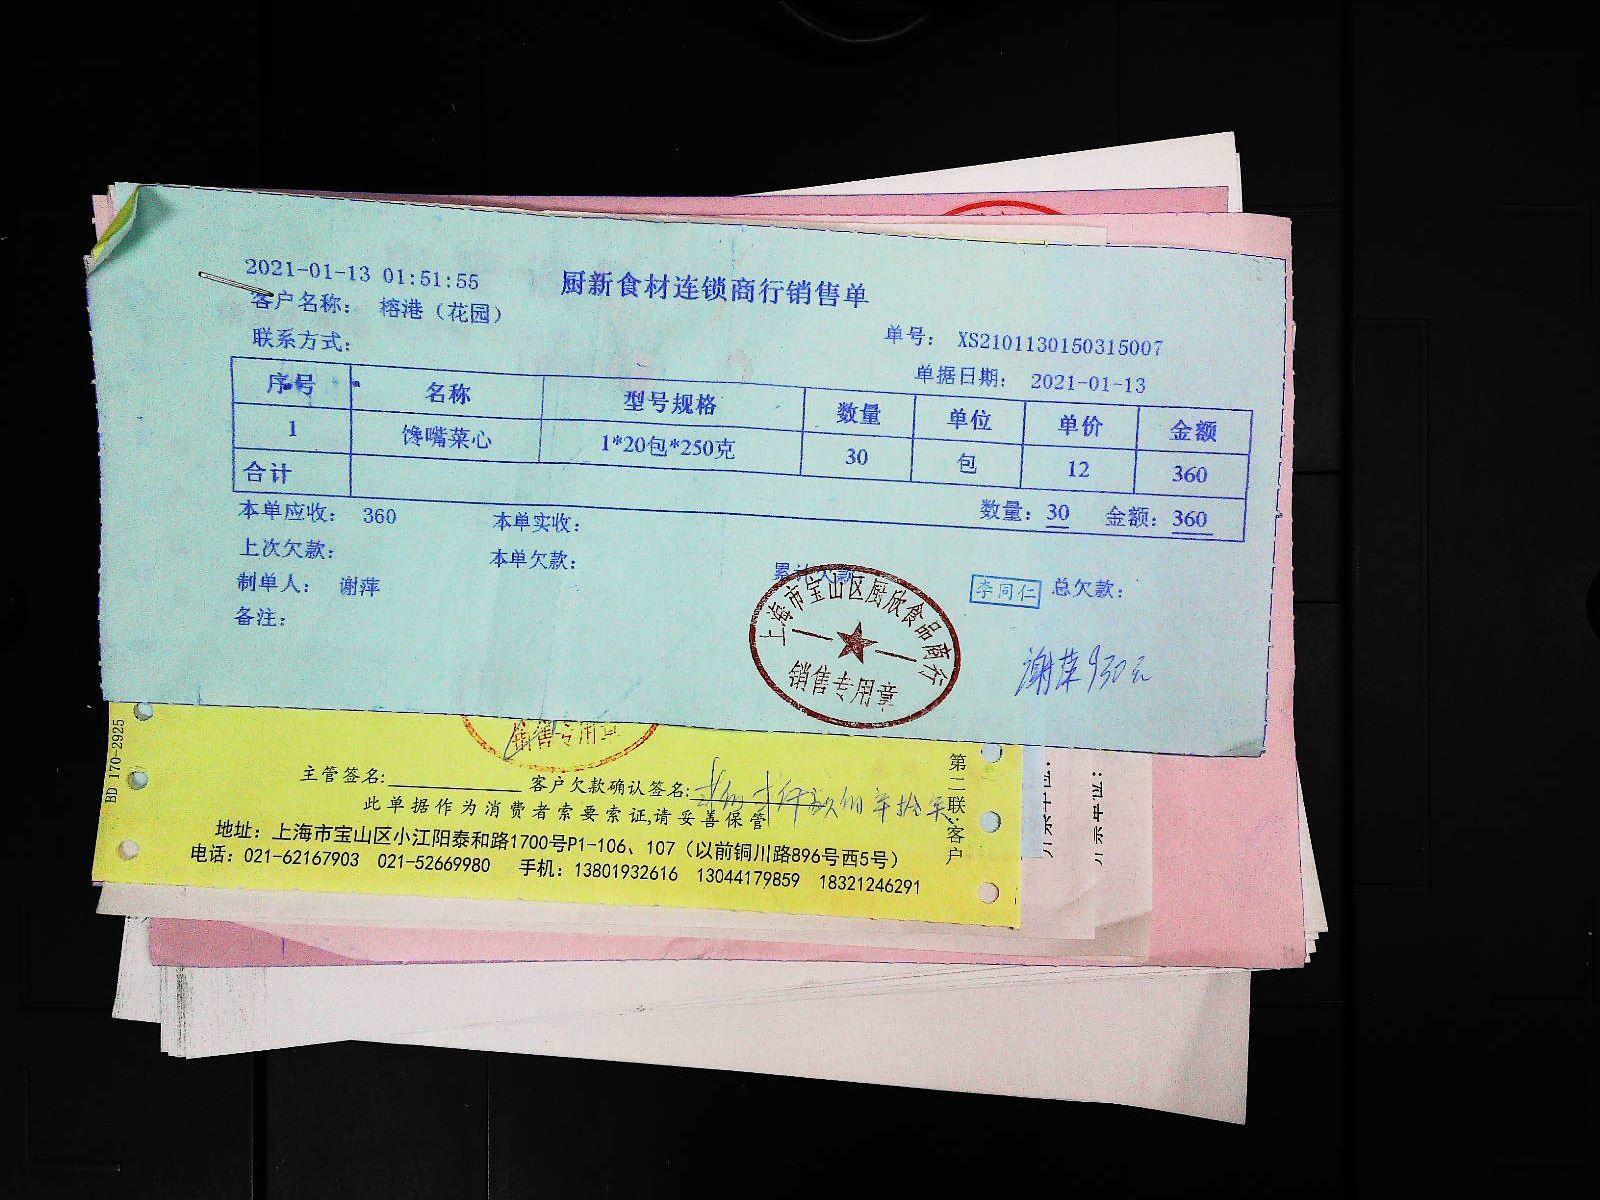 2021-01-13 01:51:55
厨新食材连锁商行销售单
客户名称： 榕港（花园）
单号： XS2101130150315007
联系方式：
单据日期： 2021-01-13
序号 名称 型号规格 数量 单位 单价 金额
1 馋嘴菜心 1*20包*250克 30 包 12 360
合计 数量：30 金额：360
本单应收： 360 本单实收：
上次欠款： 本单欠款： 累计欠款 总欠款：
李同仁
制单人： 谢萍
备注：
上海市宝山区厨欣食品商行
销售专用章
销售专用章
BD 170-2925
主管签名： 客户欠款确认签名：
此单据作为消费者索要索证,请妥善保管
地址：上海市宝山区小江阳泰和路1700号P1-106、107（以前铜川路896号西5号）
电话：021-62167903 021-52669980 手机：13801932616 13044179859 18321246291
第二联：客户